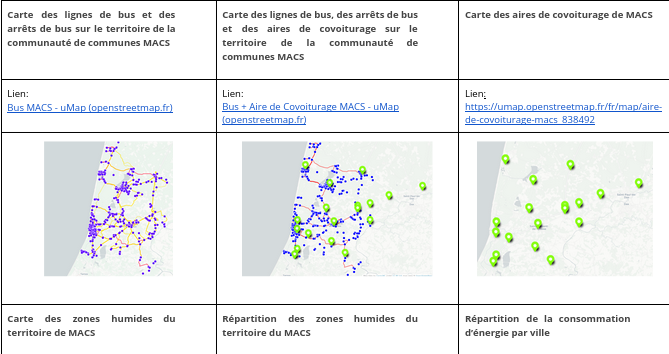 Carte des lignes de bus et des
arrêts de bus sur le territoire de la
communauté de communes MACS
Carte des lignes de bus, des arrêts de bus
et des aires de covoiturage sur le
territoire de la communauté de
communes MACS
Carte des aires de covoiturage de MACS
Lien:
Bus MACS - uMap (openstreetmap.fr)
Lien:
Bus + Aire de Covoiturage MACS - uMap
(openstreetmap.fr)
Lien:
https://umap.openstreetmap.fr/fr/map/aire-
de-covoiturage-macs_838492
Carte des zones humides du
territoire de MACS
Répartition des zones humides du
territoire du MACS
Répartition de la consommation
d'énergie par ville